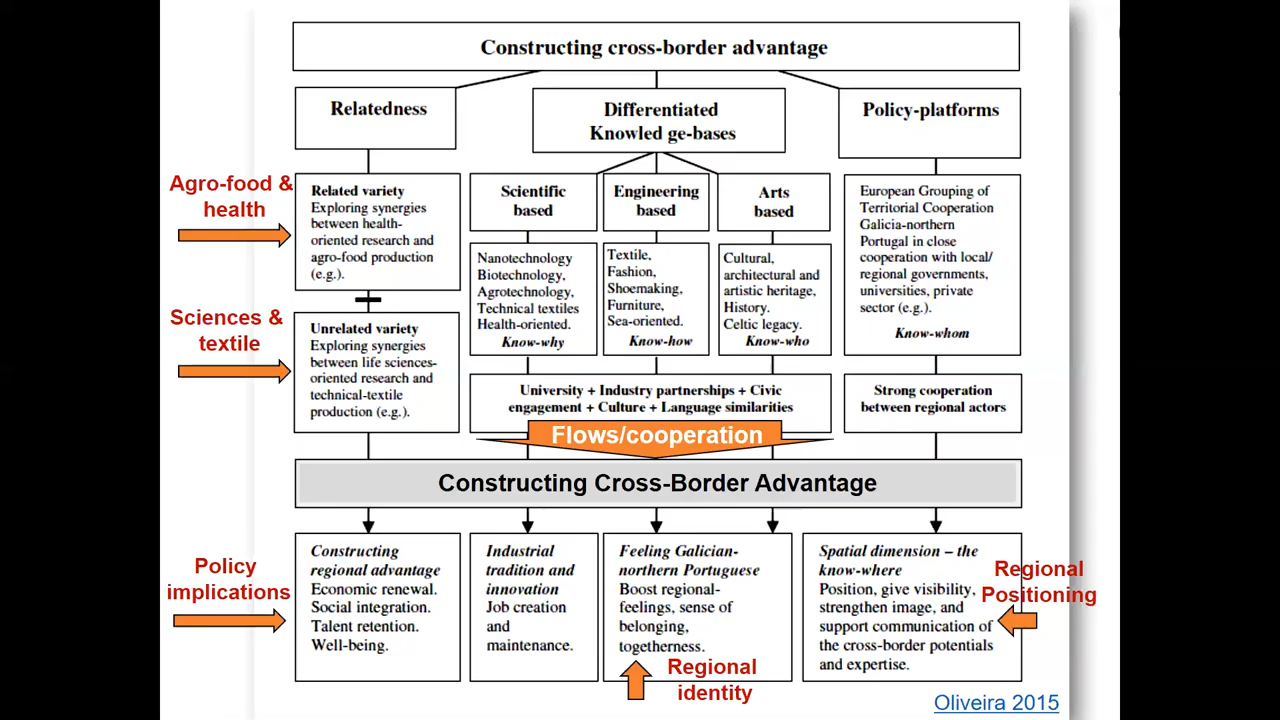 Constructing cross-border advantage
Relatedness
Differentiated
Knowled ge-bases
Policy-platforms
Agro-food &
health
Related variety
Exploring synergies
between health-
oriented research and
agro-food production
(e.g.).
Scientific
based
Engineering
based
Arts
based
European Grouping of
Territorial Cooperation
Galicia-northern
Portugal in close
cooperation with local/
regional governments,
universities, private
sector (e.g.).
Know-whom
Nanotechnology
Biotechnology,
Agrotechnology,
Technical textiles
Health-oriented.
Know-why
Textile,
Fashion,
Shoemaking,
Furniture,
Sea-oriented.
Know-how
Cultural,
architectural and
artistic heritage,
History.
Celtic legacy.
Know-who
Sciences &
textile
Unrelated variety
Exploring synergies
between life sciences-
oriented research and
technical-textile
production (e.g.).
University + Industry partnerships + Civic
engagement + Culture + Language similarities
Strong cooperation
between regional actors
Flows/cooperation
Constructing Cross-Border Advantage
Policy
implications
Constructing
regional advantage
Economic renewal.
Social integration.
Talent retention.
Well-being.
Industrial
tradition and
innovation
Job creation
and
maintenance.
Feeling Galician-
northern Portuguese
Boost regional-
feelings, sense of
belonging,
togetherness.
Spatial dimension – the
know-where
Position, give visibility,
strengthen image, and
support communication of
the cross-border potentials
and expertise.
Regional
Positioning
Regional
identity
Oliveira 2015